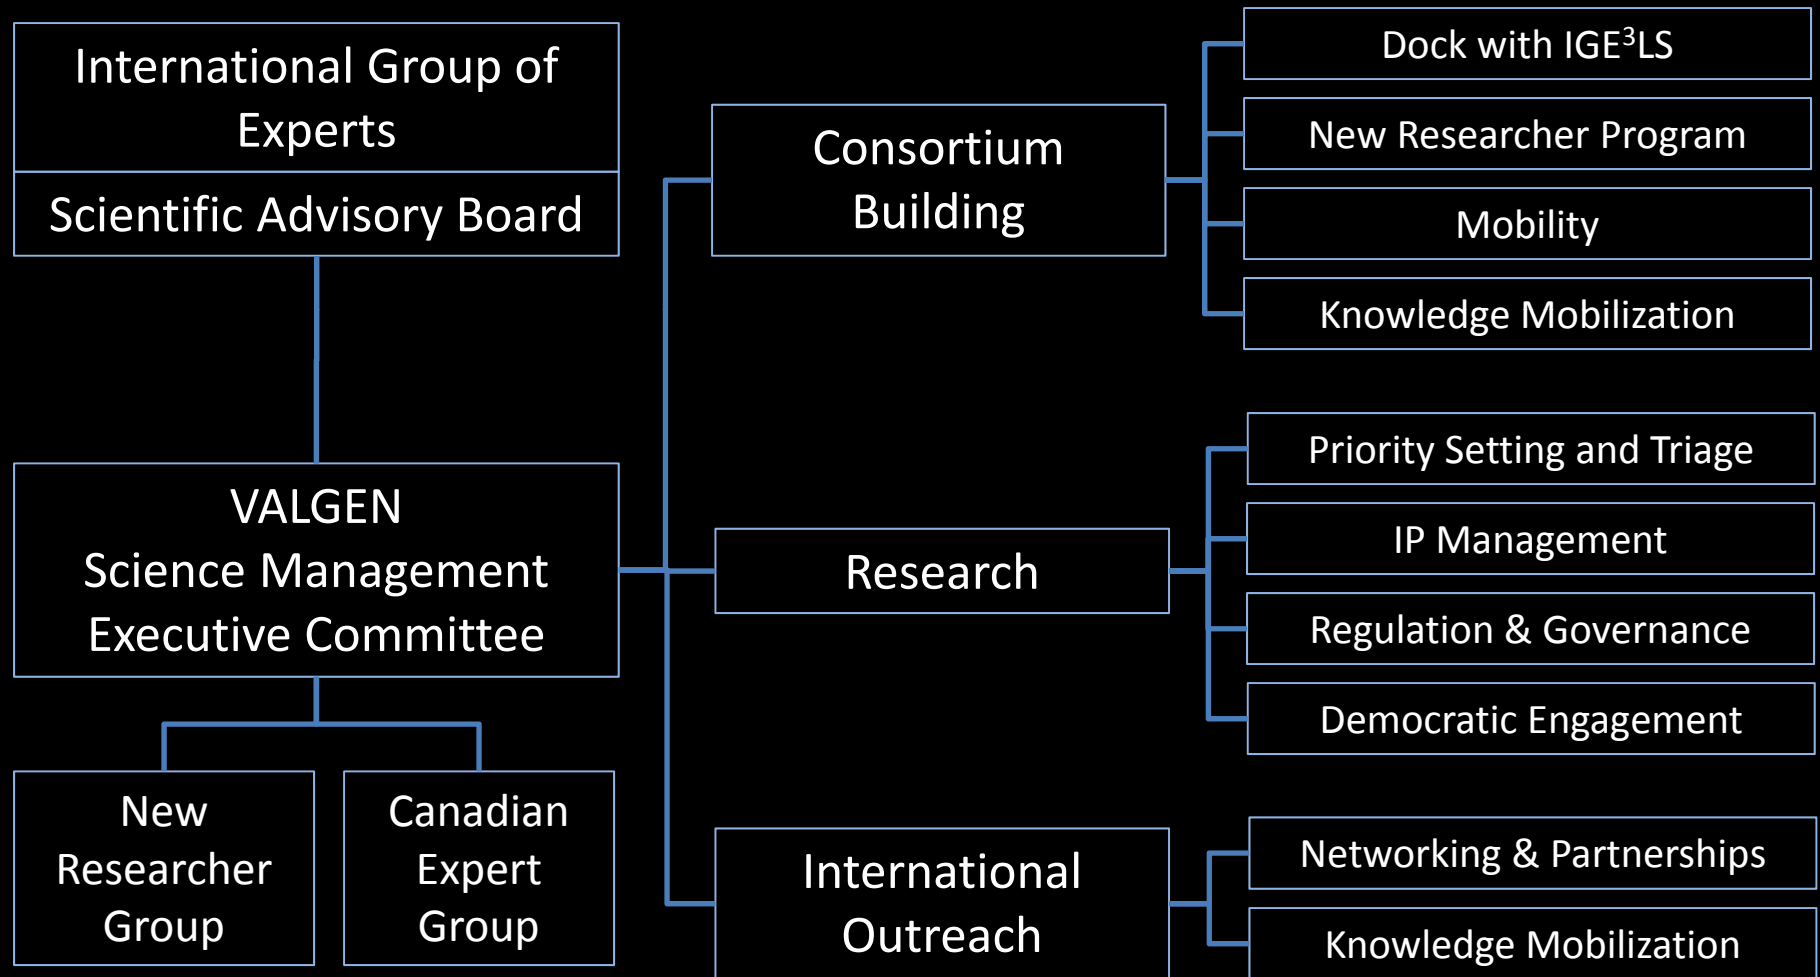 International Group of
Experts
Scientific Advisory Board
VALGEN
Science Management
Executive Committee
New
Researcher
Group
Canadian
Expert
Group
Consortium
Building
Dock with IGE³LS
New Researcher Program
Mobility
Knowledge Mobilization
Research
Priority Setting and Triage
IP Management
Regulation & Governance
Democratic Engagement
International
Outreach
Networking & Partnerships
Knowledge Mobilization